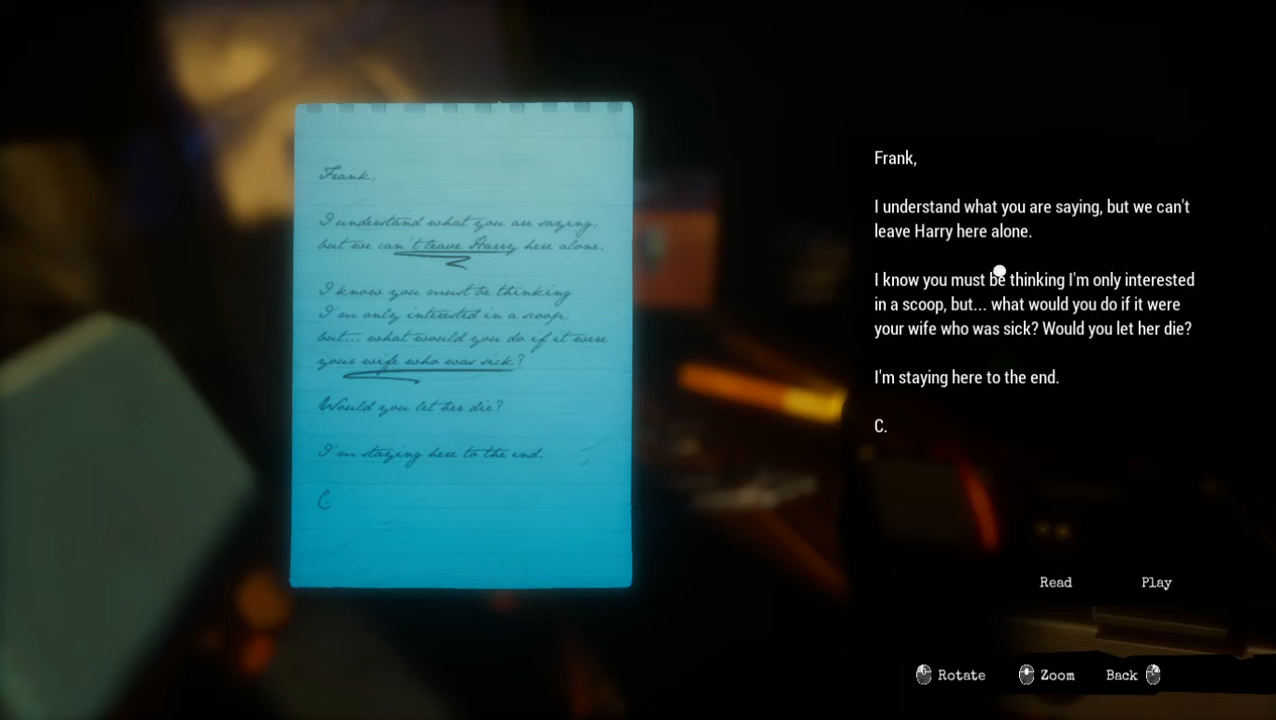 Frank,
I understand what you are saying,
but we can't leave Harry here alone.
I know you must be thinking
I'm only interested in a scoop,
but... what would you do if it were
your wife who was sick?
Would you let her die?
I'm staying here to the end.
C.
Frank,
I understand what you are saying, but we can't
leave Harry here alone.
I know you must be thinking I'm only interested
in a scoop, but... what would you do if it were
your wife who was sick? Would you let her die?
I'm staying here to the end.
C.
Read Play
Rotate Zoom Back